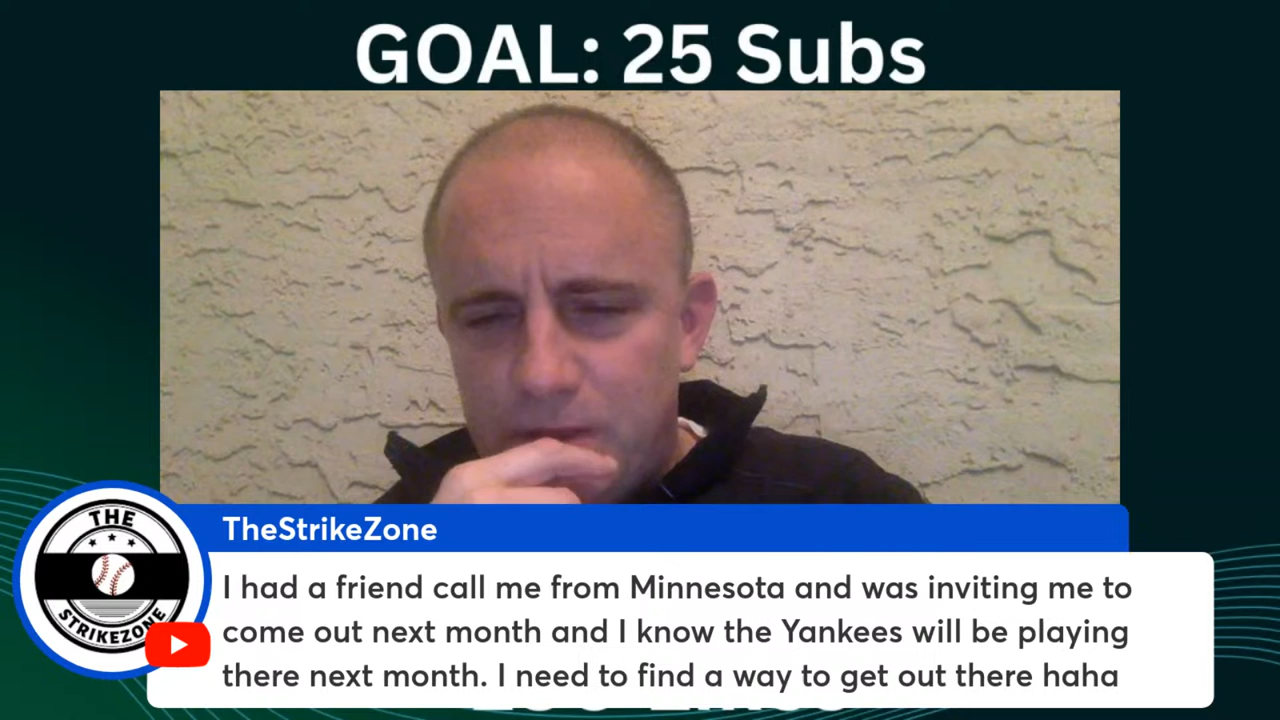 GOAL: 25 Subs
THE
STRIKEZONE
TheStrikeZone
I had a friend call me from Minnesota and was inviting me to
come out next month and I know the Yankees will be playing
there next month. I need to find a way to get out there haha